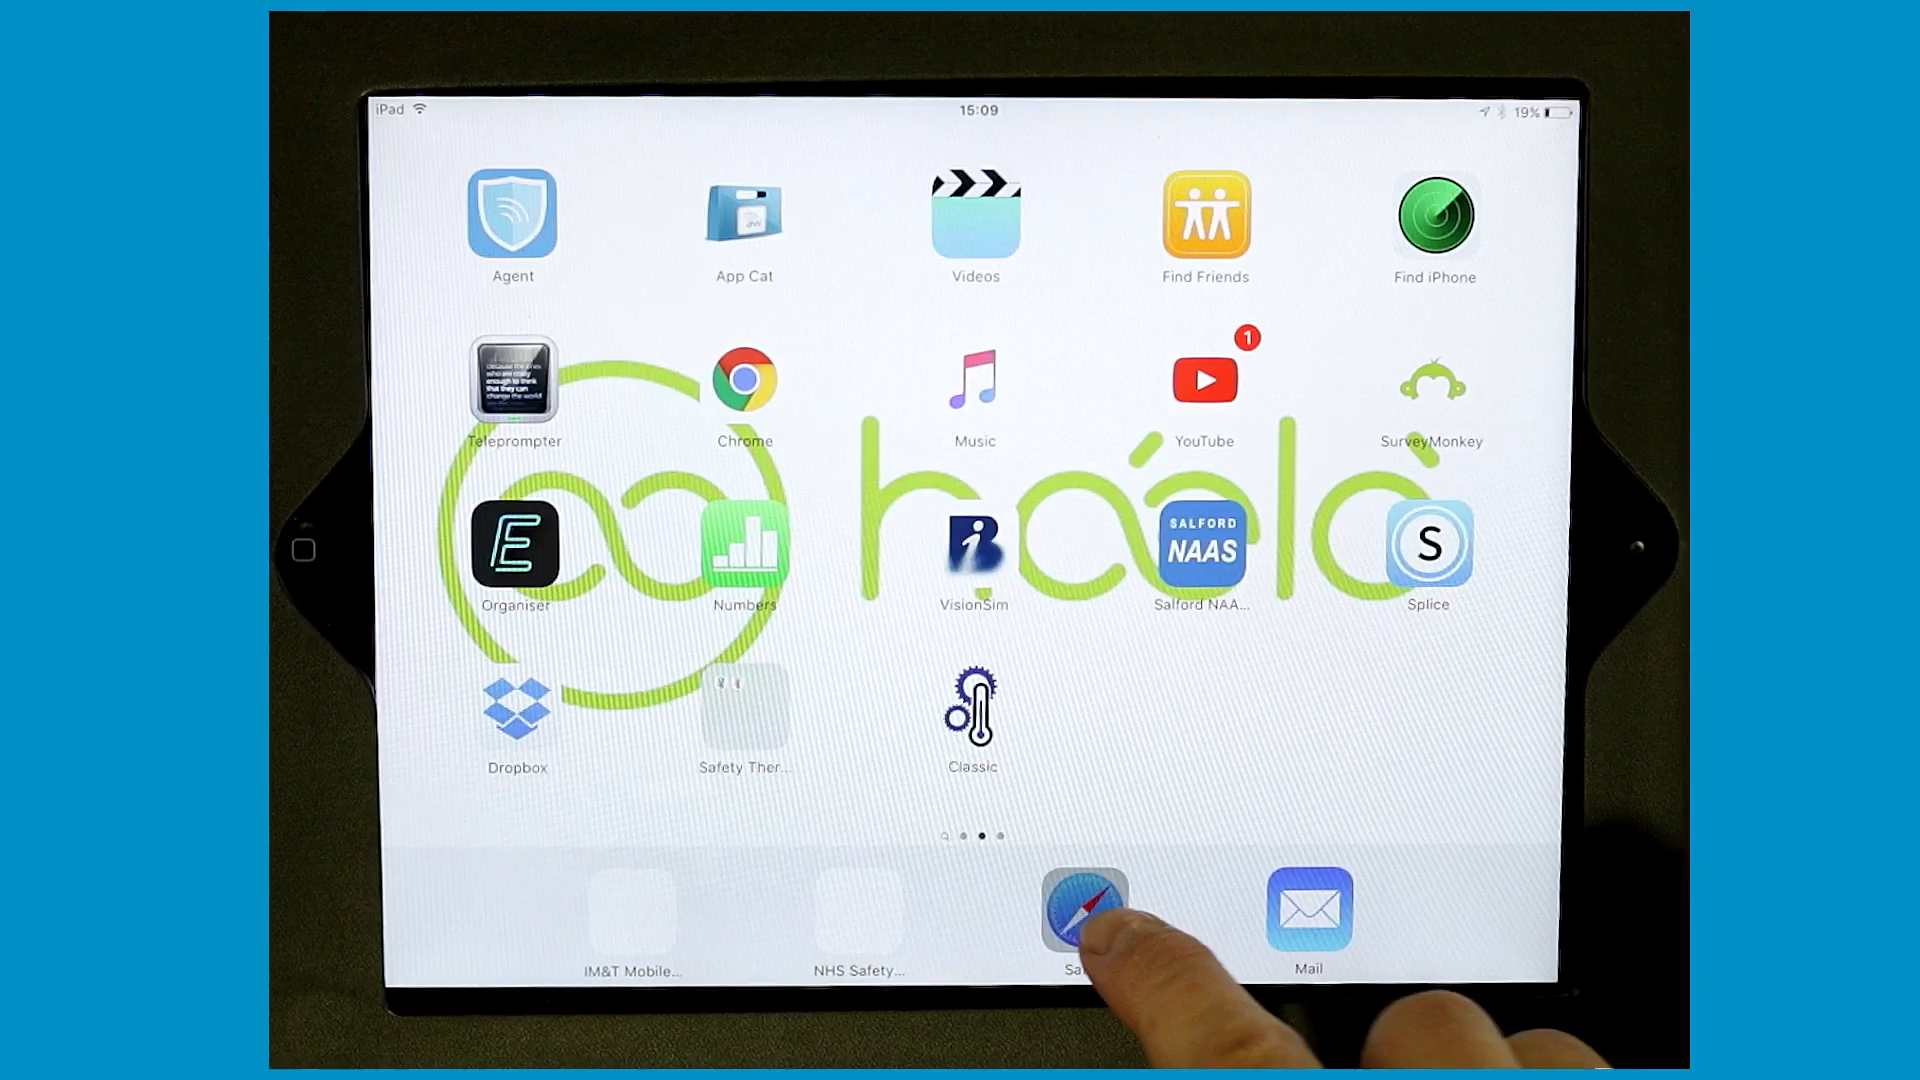 iPad 15:09 19%
Agent App Cat Videos Find Friends Find iPhone
1
Teleprompter Chrome Music YouTube SurveyMonkey
haelo
SALFORD
NAAS
E S
Organiser Numbers VisionSim Salford NAA... Splice
Dropbox Safety Ther... Classic
IM&T Mobile... NHS Safety... Mail